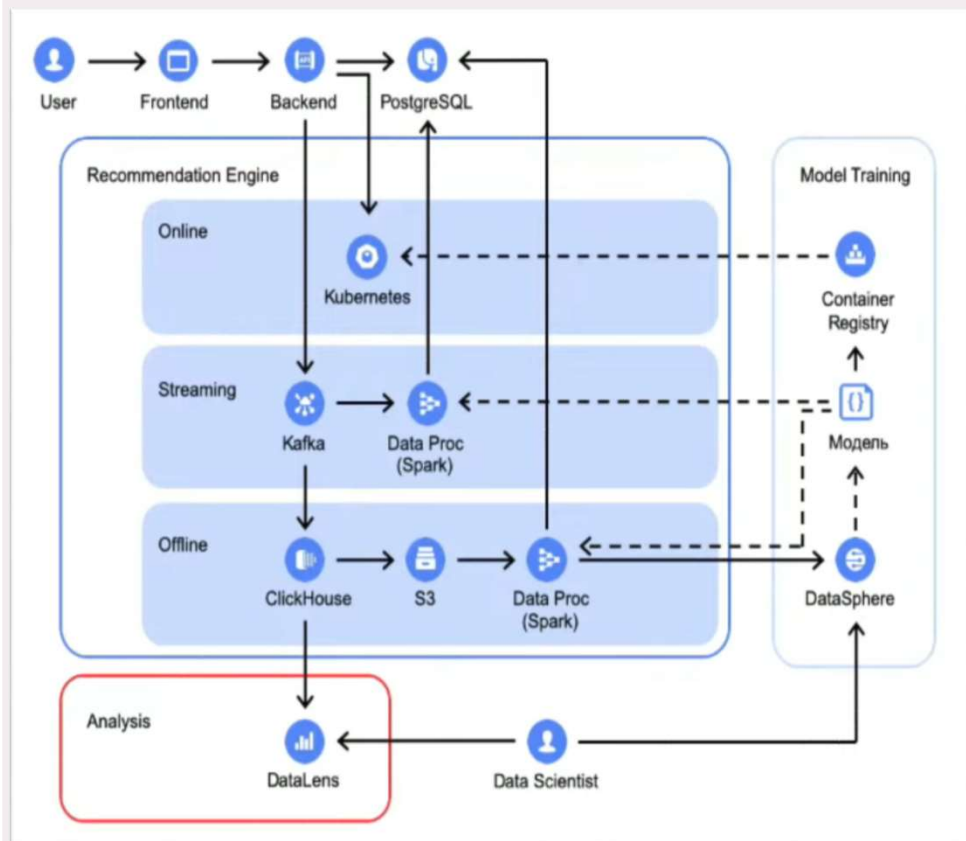 User
Frontend
Backend
PostgreSQL
Recommendation Engine
Model Training
Online
Kubernetes
Container
Registry
Streaming
Kafka
Data Proc
(Spark)
{}
Модель
Offline
ClickHouse
S3
Data Proc
(Spark)
DataSphere
Analysis
DataLens
Data Scientist